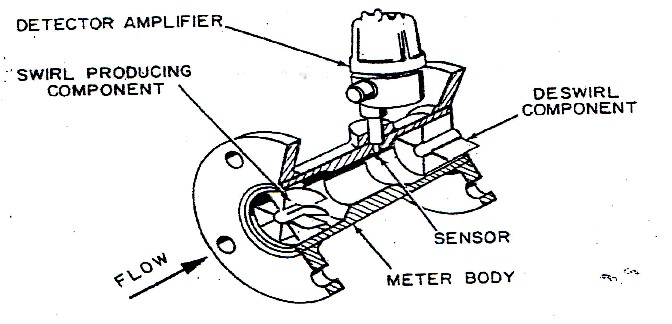 DETECTOR AMPLIFIER
SWIRL PRODUCING
COMPONENT
DESWIRL
COMPONENT
SENSOR
METER BODY
FLOW